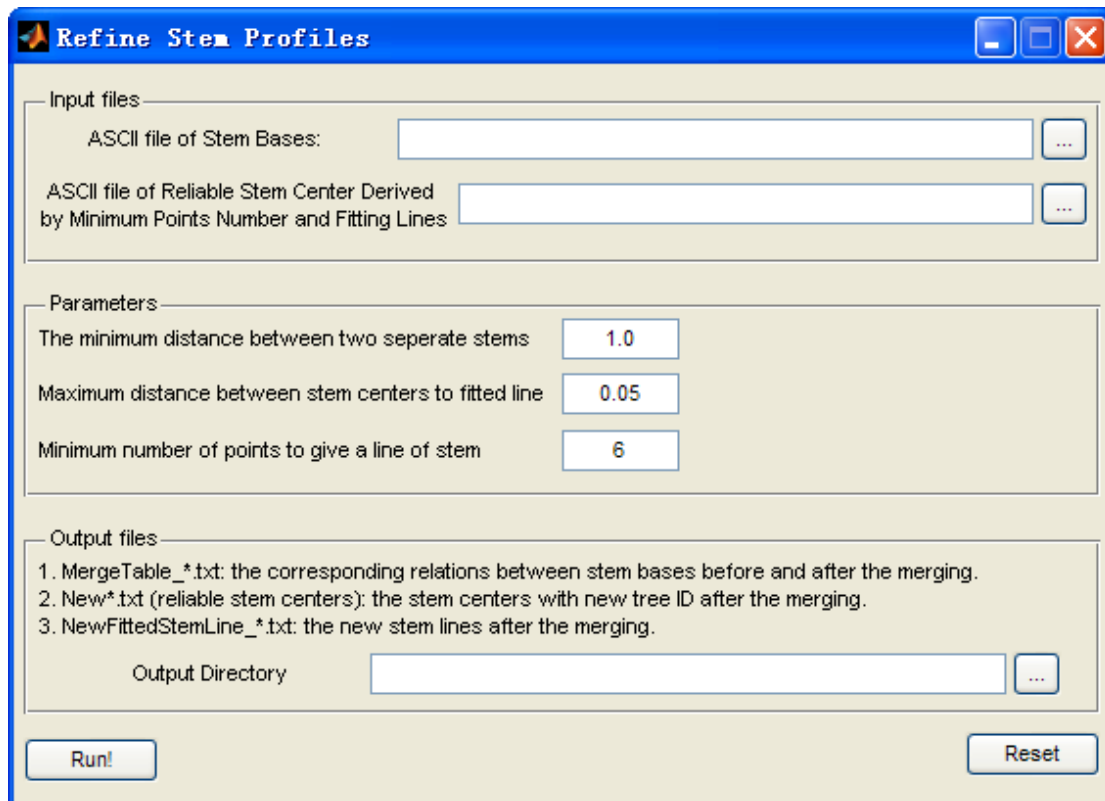 Refine Stem Profiles
Input files
ASCII file of Stem Bases:
...
ASCII file of Reliable Stem Center Derived
by Minimum Points Number and Fitting Lines
...
Parameters
The minimum distance between two seperate stems 1.0
Maximum distance between stem centers to fitted line 0.05
Minimum number of points to give a line of stem 6
Output files
1. MergeTable_*.txt: the corresponding relations between stem bases before and after the merging.
2. New*.txt (reliable stem centers): the stem centers with new tree ID after the merging.
3. NewFittedStemLine_*.txt: the new stem lines after the merging.
Output Directory ...
Run! Reset